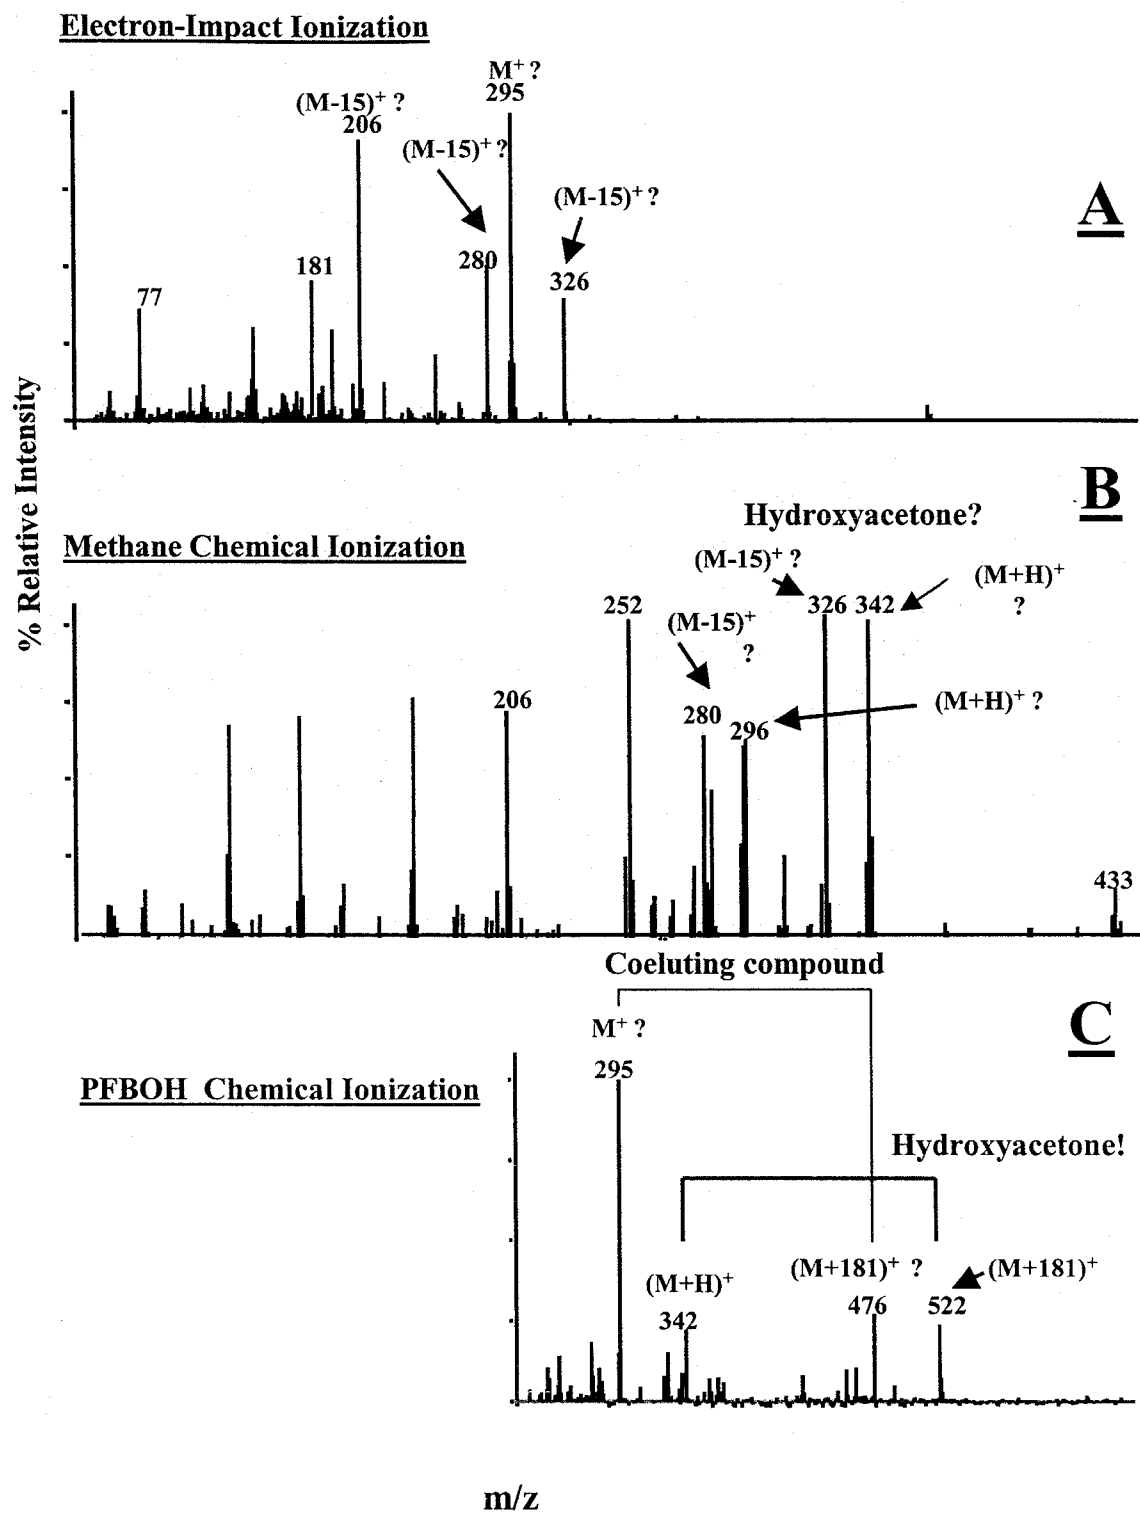 Electron-Impact Ionization
M⁺ ?
295
(M-15)⁺ ?
206
(M-15)⁺ ?
(M-15)⁺ ?
A
280
326
181
77
% Relative Intensity
B
Hydroxyacetone?
Methane Chemical Ionization
(M-15)⁺ ?
(M+H)⁺
?
252
326 342
(M-15)⁺
?
206
280
296
(M+H)⁺ ?
433
Coeluting compound
C
M⁺ ?
295
PFBOH Chemical Ionization
Hydroxyacetone!
(M+H)⁺
342
(M+181)⁺ ?
476
(M+181)⁺
522
m/z